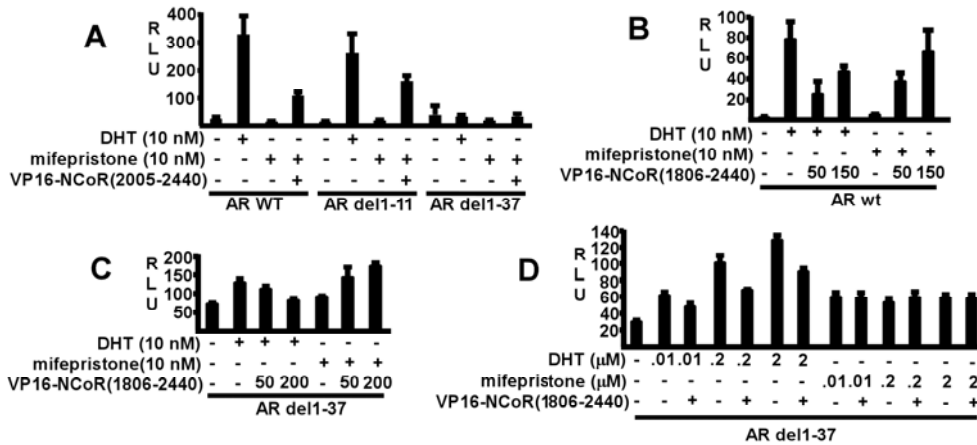 A
RLU
400
300
200
100
DHT (10 nM) - + - - - + - - - + - -
mifepristone (10 nM) - - + + - - + + - - + +
VP16-NCoR(2005-2440) - - - + - - - + - - - +
AR WT AR del1-11 AR del1-37
B
RLU
100
80
60
40
20
DHT (10 nM) - + + + - - -
mifepristone(10 nM) - - - - + + +
VP16-NCoR(1806-2440) - - 50 150 - 50 150
AR wt
C
RLU
200
150
100
50
DHT (10 nM) - + + + - - -
mifepristone(10 nM) - - - - + + +
VP16-NCoR(1806-2440) - - 50 200 - 50 200
AR del1-37
D
RLU
140
120
100
80
60
40
20
DHT (μM) - .01 .01 .2 .2 2 2 - - - - - -
mifepristone (μM) - - - - - - - .01 .01 .2 .2 2 2
VP16-NCoR(1806-2440) - - + - + - + - + - + - +
AR del1-37